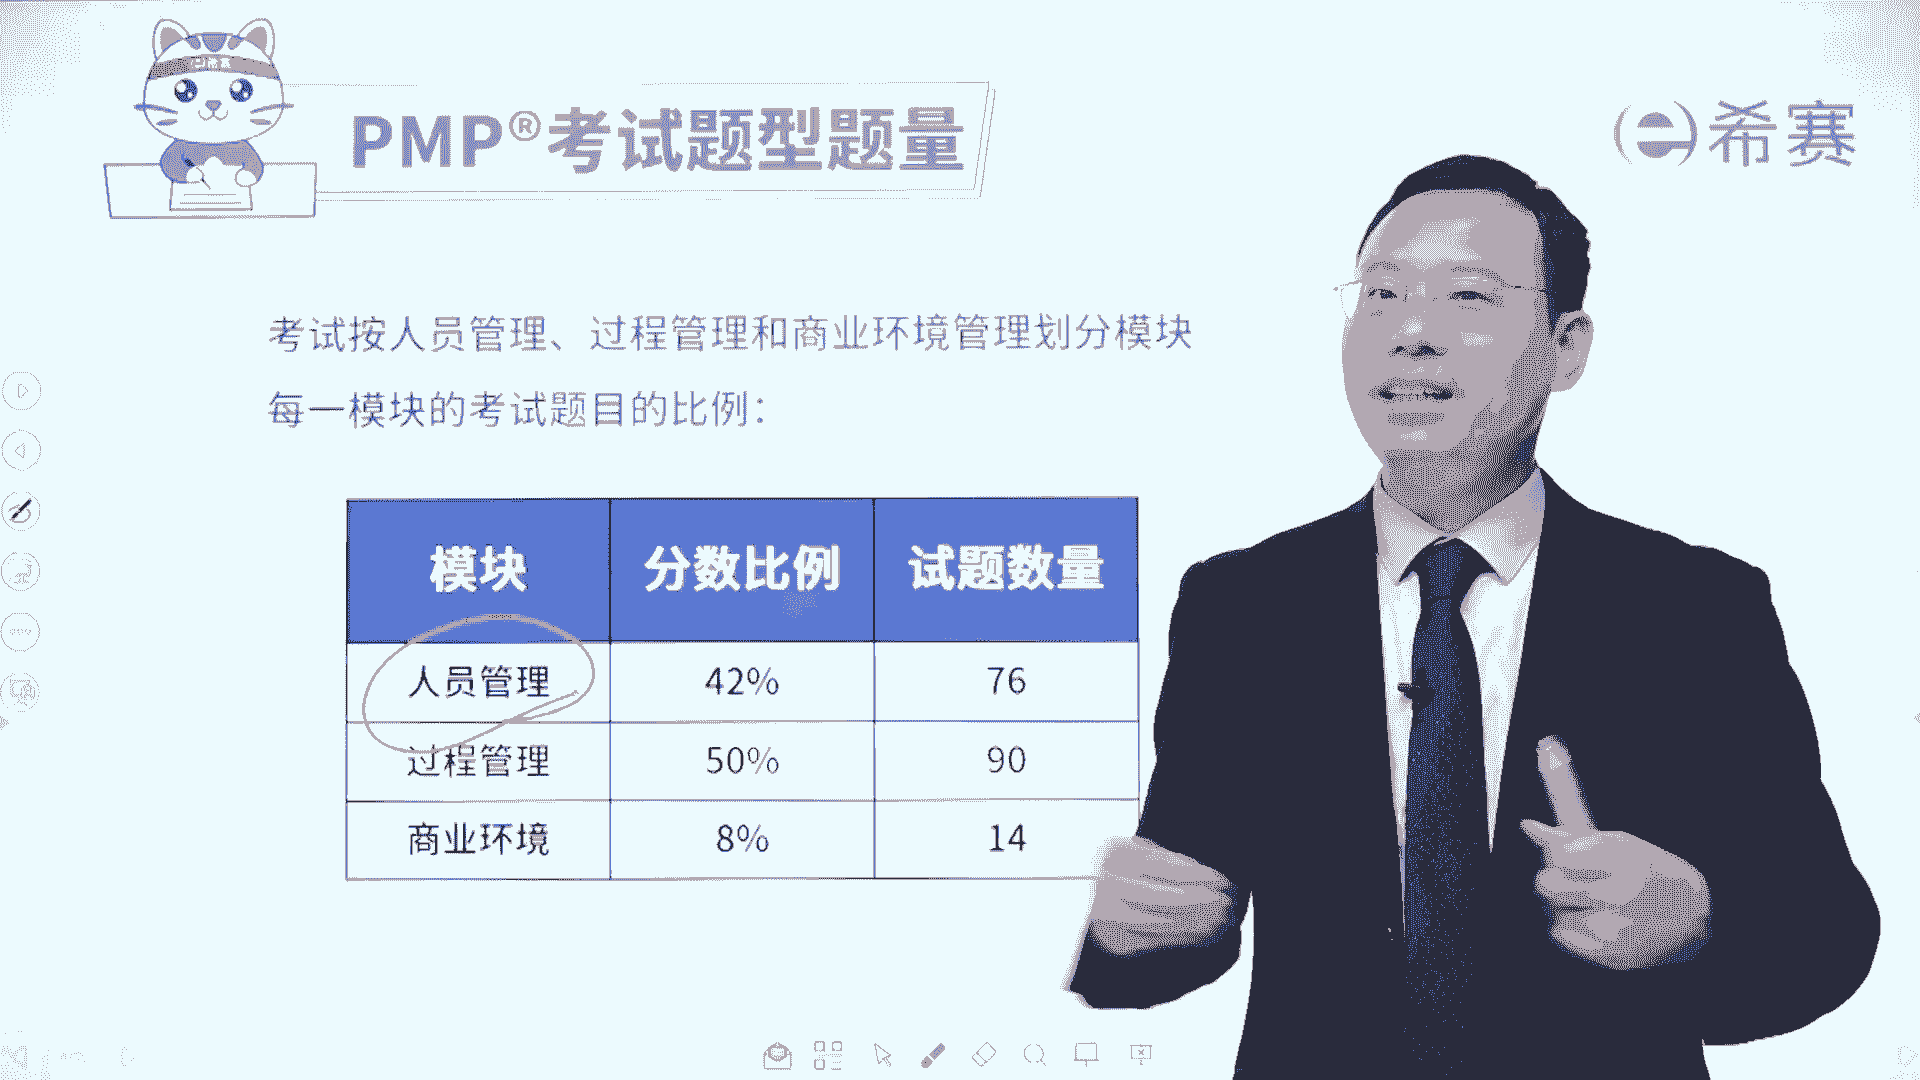 希赛
PMP®考试题型题量
希赛
考试按人员管理、过程管理和商业环境管理划分模块
每一模块的考试题目的比例：
模块 分数比例 试题数量
人员管理 42% 76
过程管理 50% 90
商业环境 8% 14